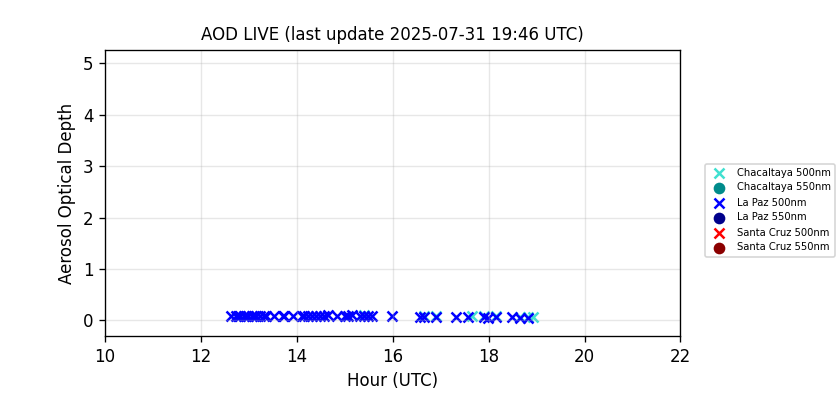 AOD LIVE (last update 2025-07-31 19:46 UTC)
Aerosol Optical Depth
5
4
3
2
1
0
10 12 14 16 18 20 22
Hour (UTC)
Chacaltaya 500nm
Chacaltaya 550nm
La Paz 500nm
La Paz 550nm
Santa Cruz 500nm
Santa Cruz 550nm